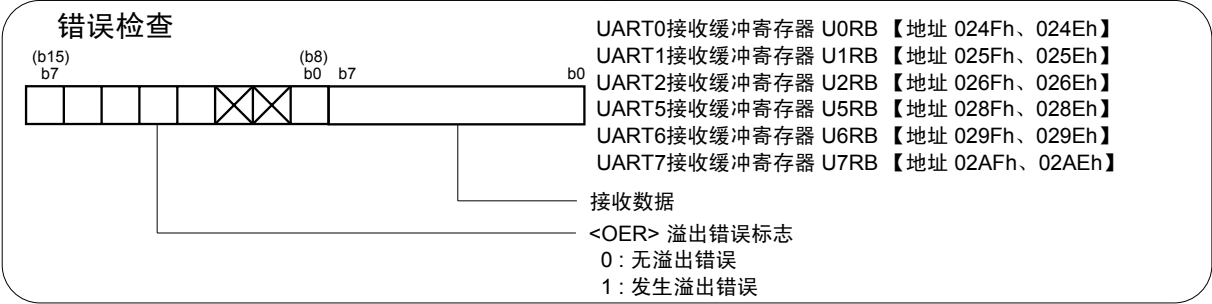 错误检查
(b15) (b8)
b7 b0 b7 b0
UART0接收缓冲寄存器 U0RB 【地址 024Fh、024Eh】
UART1接收缓冲寄存器 U1RB 【地址 025Fh、025Eh】
UART2接收缓冲寄存器 U2RB 【地址 026Fh、026Eh】
UART5接收缓冲寄存器 U5RB 【地址 028Fh、028Eh】
UART6接收缓冲寄存器 U6RB 【地址 029Fh、029Eh】
UART7接收缓冲寄存器 U7RB 【地址 02AFh、02AEh】
接收数据
<OER> 溢出错误标志
0 : 无溢出错误
1 : 发生溢出错误